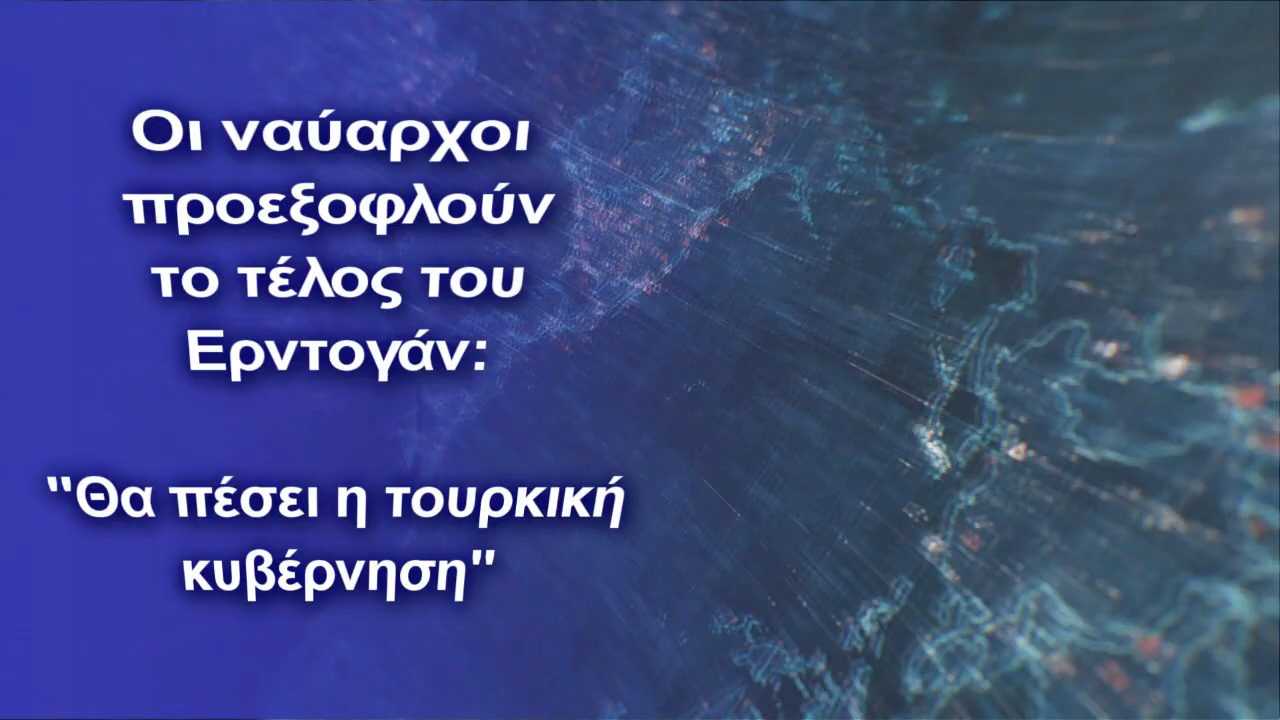 Οι ναύαρχοι
προεξοφλούν
το τέλος του
Ερντογάν:
"Θα πέσει η τουρκική
κυβέρνηση"